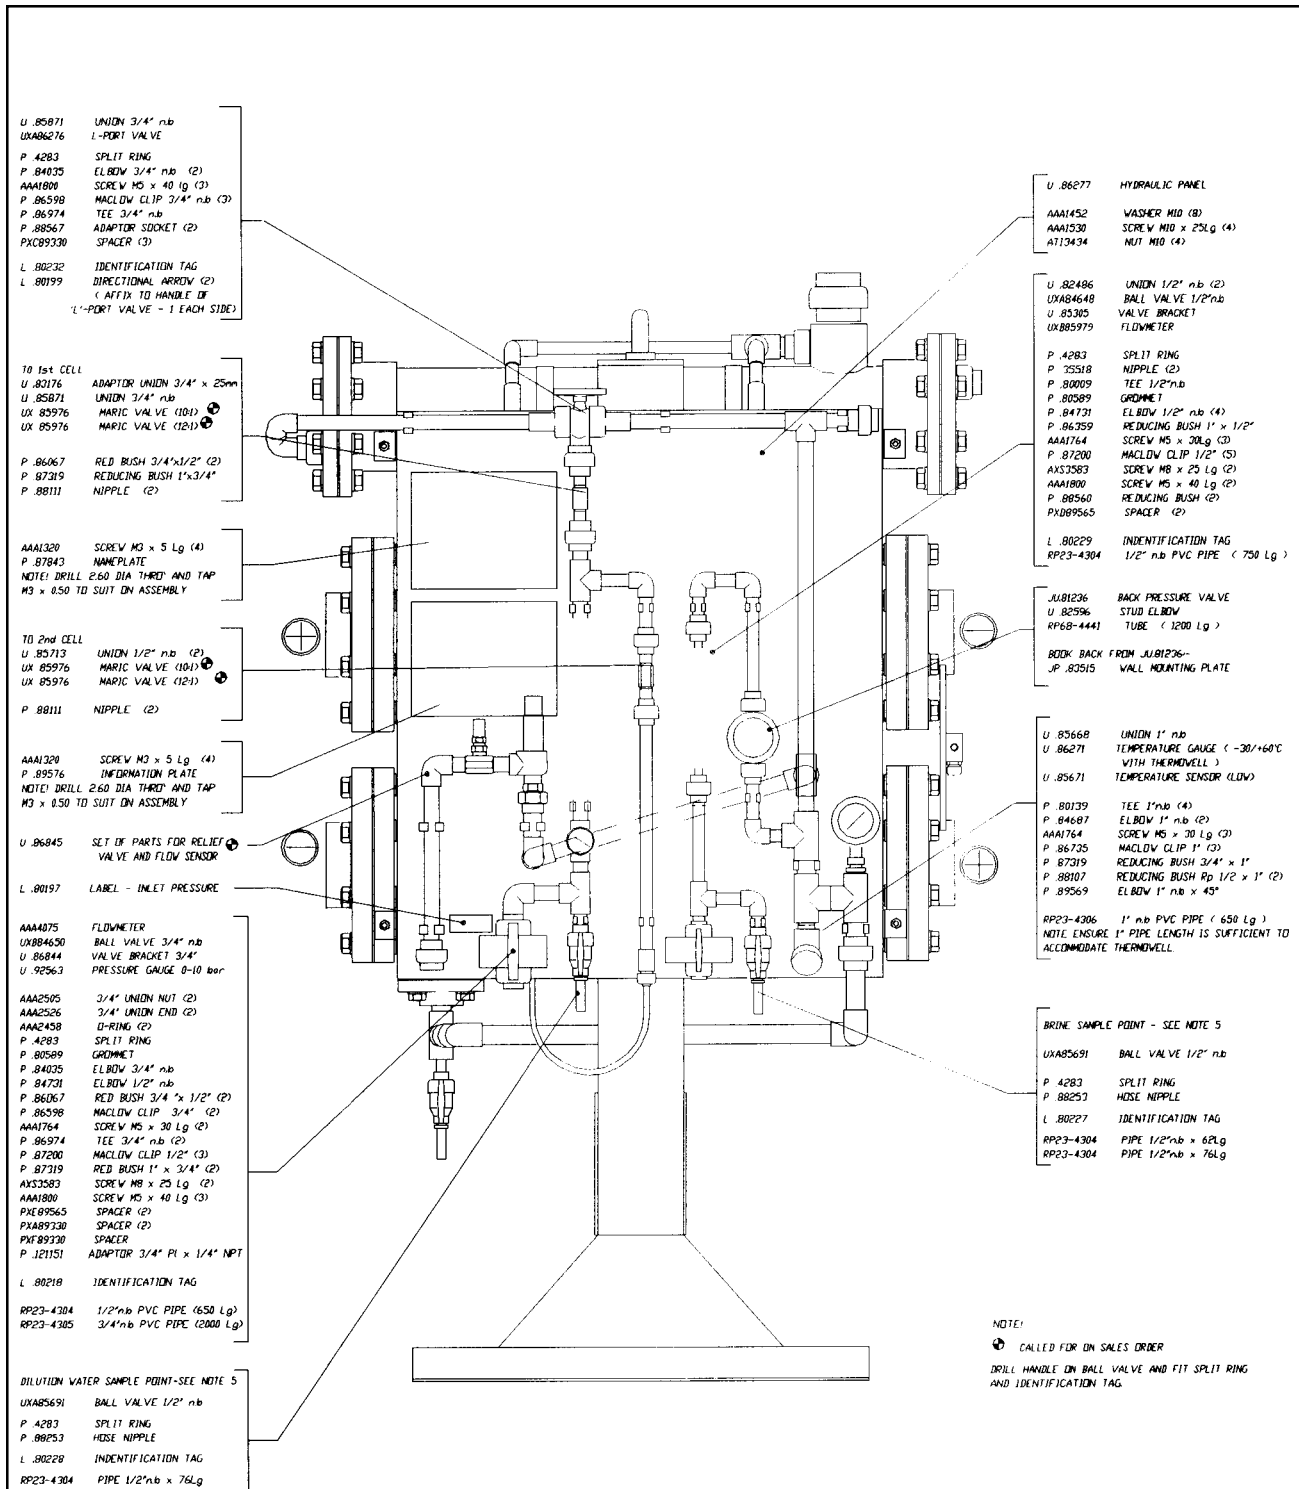 U .85871 UNION 3/4" n.b
UXA86276 L-PORT VALVE
P .4283 SPLIT RING
P .84035 ELBOW 3/4" n.b (2)
AAA1800 SCREW M5 x 40 lg (3)
P .86598 MACLOW CLIP 3/4" n.b (3)
P .86974 TEE 3/4" n.b
P .88567 ADAPTOR SOCKET (2)
PXC89330 SPACER (3)
L .80232 IDENTIFICATION TAG
L .80199 DIRECTIONAL ARROW (2)
( AFFIX TO HANDLE OF
'L'-PORT VALVE - 1 EACH SIDE)
TO 1st CELL
U .83176 ADAPTOR UNION 3/4" x 25mm
U .85871 UNION 3/4" n.b
UX 85976 MARIC VALVE (10:1)
UX 85976 MARIC VALVE (12:1)
P .86067 RED BUSH 3/4"x1/2" (2)
P .87319 REDUCING BUSH 1"x3/4"
P .88111 NIPPLE (2)
AAA1320 SCREW M3 x 5 Lg (4)
P .87843 NAMEPLATE
NOTE! DRILL 2.60 DIA THRO' AND TAP
M3 x 0.50 TO SUIT ON ASSEMBLY
TO 2nd CELL
U .85713 UNION 1/2" n.b (2)
UX 85976 MARIC VALVE (10:1)
UX 85976 MARIC VALVE (12:1)
P .88111 NIPPLE (2)
AAA1320 SCREW M3 x 5 Lg (4)
P .89576 INFORMATION PLATE
NOTE! DRILL 2.60 DIA THRO' AND TAP
M3 x 0.50 TO SUIT ON ASSEMBLY
U .86845 SET OF PARTS FOR RELIEF
VALVE AND FLOW SENSOR
L .80197 LABEL - INLET PRESSURE
AAA4075 FLOWMETER
UXB84650 BALL VALVE 3/4" n.b
U .86844 VALVE BRACKET 3/4"
U .92563 PRESSURE GAUGE 0-10 bar
AAA2505 3/4" UNION NUT (2)
AAA2526 3/4" UNION END (2)
AAA2458 O-RING (2)
P .4283 SPLIT RING
P .80589 GROMMET
P .84035 ELBOW 3/4" n.b
P .84731 ELBOW 1/2" n.b
P .86067 RED BUSH 3/4 "x 1/2" (2)
P .86598 MACLOW CLIP 3/4" (2)
AAA1764 SCREW M5 x 30 Lg (2)
P .86974 TEE 3/4" n.b (2)
P .87200 MACLOW CLIP 1/2" (3)
P .87319 RED BUSH 1" x 3/4" (2)
AXS3583 SCREW M8 x 25 Lg (2)
AAA1800 SCREW M5 x 40 Lg (3)
PXE89565 SPACER (2)
PXA89330 SPACER (2)
PXF89330 SPACER
P .121151 ADAPTOR 3/4" Pl x 1/4" NPT
L .80218 IDENTIFICATION TAG
RP23-4304 1/2"n.b PVC PIPE (650 Lg)
RP23-4305 3/4"n.b PVC PIPE (2000 Lg)
DILUTION WATER SAMPLE POINT-SEE NOTE 5
UXA85691 BALL VALVE 1/2" n.b
P .4283 SPLIT RING
P .88253 HOSE NIPPLE
L .80228 INDENTIFICATION TAG
RP23-4304 PIPE 1/2"n.b x 76Lg
U .86277 HYDRAULIC PANEL
AAA1452 WASHER M10 (8)
AAA1530 SCREW M10 x 25Lg (4)
AT13434 NUT M10 (4)
U .82486 UNION 1/2" n.b (2)
UXA84648 BALL VALVE 1/2"n.b
U .85305 VALVE BRACKET
UXB85979 FLOWMETER
P .4283 SPLIT RING
P 35518 NIPPLE (2)
P .80009 TEE 1/2"n.b
P .80589 GROMMET
P .84731 ELBOW 1/2" n.b (4)
P .86359 REDUCING BUSH 1" x 1/2"
AAA1764 SCREW M5 x 30Lg (3)
P .87200 MACLOW CLIP 1/2" (5)
AXS3583 SCREW M8 x 25 Lg (2)
AAA1800 SCREW M5 x 40 Lg (2)
P .88560 REDUCING BUSH (2)
PXD89565 SPACER (2)
L .80229 INDENTIFICATION TAG
RP23-4304 1/2" n.b PVC PIPE ( 750 Lg )
JU.81236 BACK PRESSURE VALVE
U .82596 STUD ELBOW
RP68-4441 TUBE ( 1200 Lg )
BOOK BACK FROM JU.81236:-
JP .83515 WALL MOUNTING PLATE
U .85668 UNION 1" n.b
U .86271 TEMPERATURE GAUGE ( -30/+60°C
WITH THERMOWELL )
U .85671 TEMPERATURE SENSOR (LOW)
P .80139 TEE 1"n.b (4)
P .84687 ELBOW 1" n.b (2)
AAA1764 SCREW M5 x 30 Lg (3)
P .86735 MACLOW CLIP 1" (3)
P 87319 REDUCING BUSH 3/4" x 1"
P .88107 REDUCING BUSH Rp 1/2 x 1" (2)
P .89569 ELBOW 1" n.b x 45°
RP23-4306 1" n.b PVC PIPE ( 650 Lg )
NOTE ENSURE 1" PIPE LENGTH IS SUFFICIENT TO
ACCOMMODATE THERMOWELL.
BRINE SAMPLE POINT - SEE NOTE 5
UXA85691 BALL VALVE 1/2" n.b
P .4283 SPLIT RING
P .88253 HOSE NIPPLE
L .80227 IDENTIFICATION TAG
RP23-4304 PIPE 1/2"n.b x 62Lg
RP23-4304 PIPE 1/2"n.b x 76Lg
NOTE!
CALLED FOR ON SALES ORDER
DRILL HANDLE ON BALL VALVE AND FIT SPLIT RING
AND IDENTIFICATION TAG.